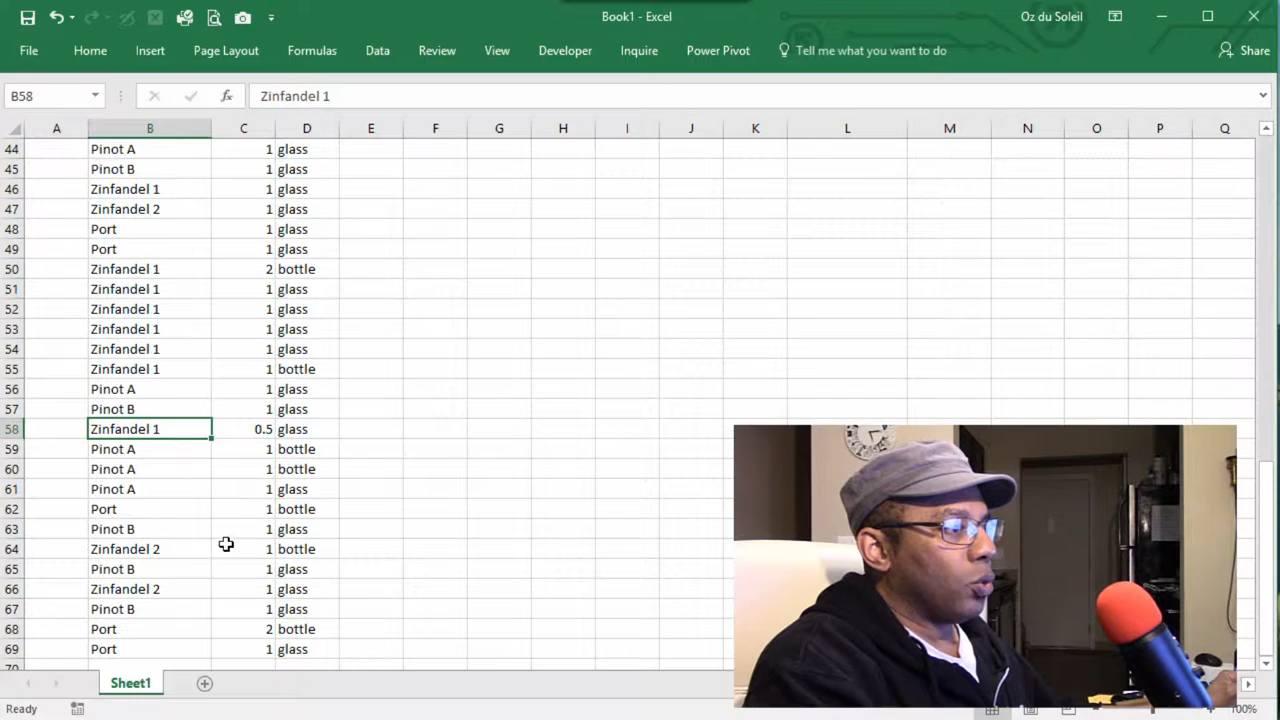 Book1 - Excel
Oz du Soleil
File Home Insert Page Layout Formulas Data Review View Developer Inquire Power Pivot Tell me what you want to do Share
B58 fx Zinfandel 1
A B C D E F G H I J K L M N O P Q
44 Pinot A 1 glass
45 Pinot B 1 glass
46 Zinfandel 1 1 glass
47 Zinfandel 2 1 glass
48 Port 1 glass
49 Port 1 glass
50 Zinfandel 1 2 bottle
51 Zinfandel 1 1 glass
52 Zinfandel 1 1 glass
53 Zinfandel 1 1 glass
54 Zinfandel 1 1 glass
55 Zinfandel 1 1 bottle
56 Pinot A 1 glass
57 Pinot B 1 glass
58 Zinfandel 1 0.5 glass
59 Pinot A 1 bottle
60 Pinot A 1 bottle
61 Pinot A 1 glass
62 Port 1 bottle
63 Pinot B 1 glass
64 Zinfandel 2 1 bottle
65 Pinot B 1 glass
66 Zinfandel 2 1 glass
67 Pinot B 1 glass
68 Port 2 bottle
69 Port 1 glass
70
Sheet1
Ready 100%